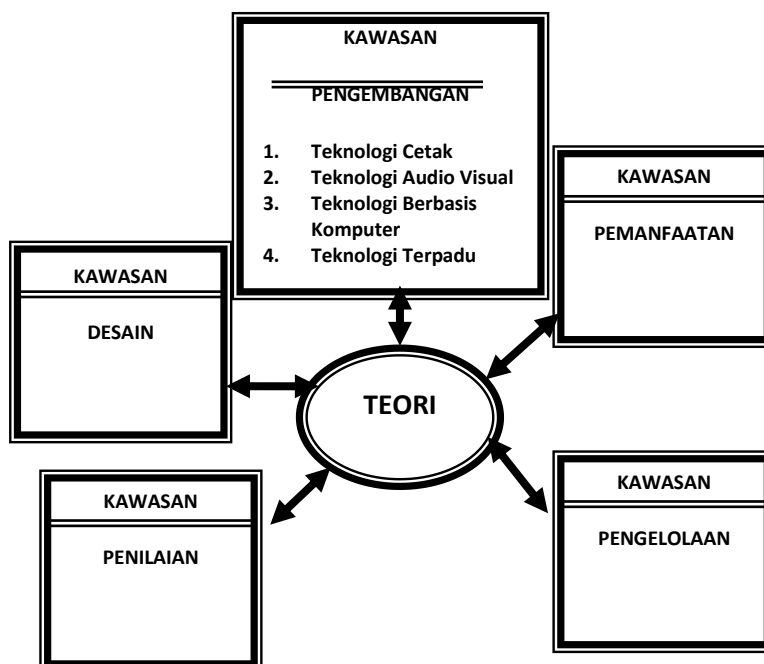 KAWASAN
PENGEMBANGAN
1. Teknologi Cetak
2. Teknologi Audio Visual
3. Teknologi Berbasis
Komputer
4. Teknologi Terpadu
KAWASAN
PEMANFAATAN
KAWASAN
DESAIN
TEORI
KAWASAN
PENILAIAN
KAWASAN
PENGELOLAAN